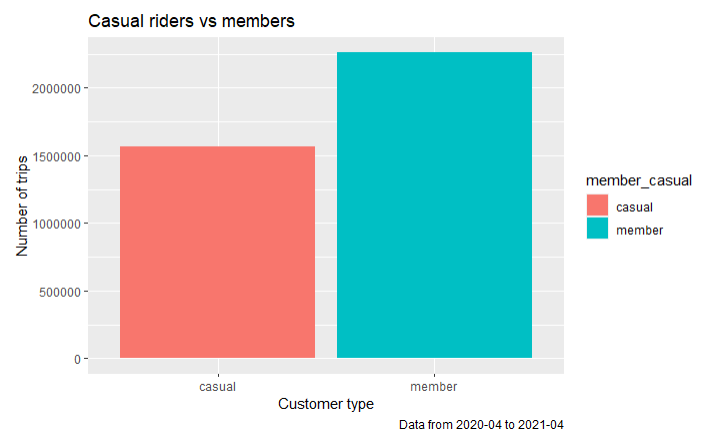 Casual riders vs members
Number of trips
2000000
1500000
1000000
500000
0
casual
member
Customer type
member_casual
casual
member
Data from 2020-04 to 2021-04